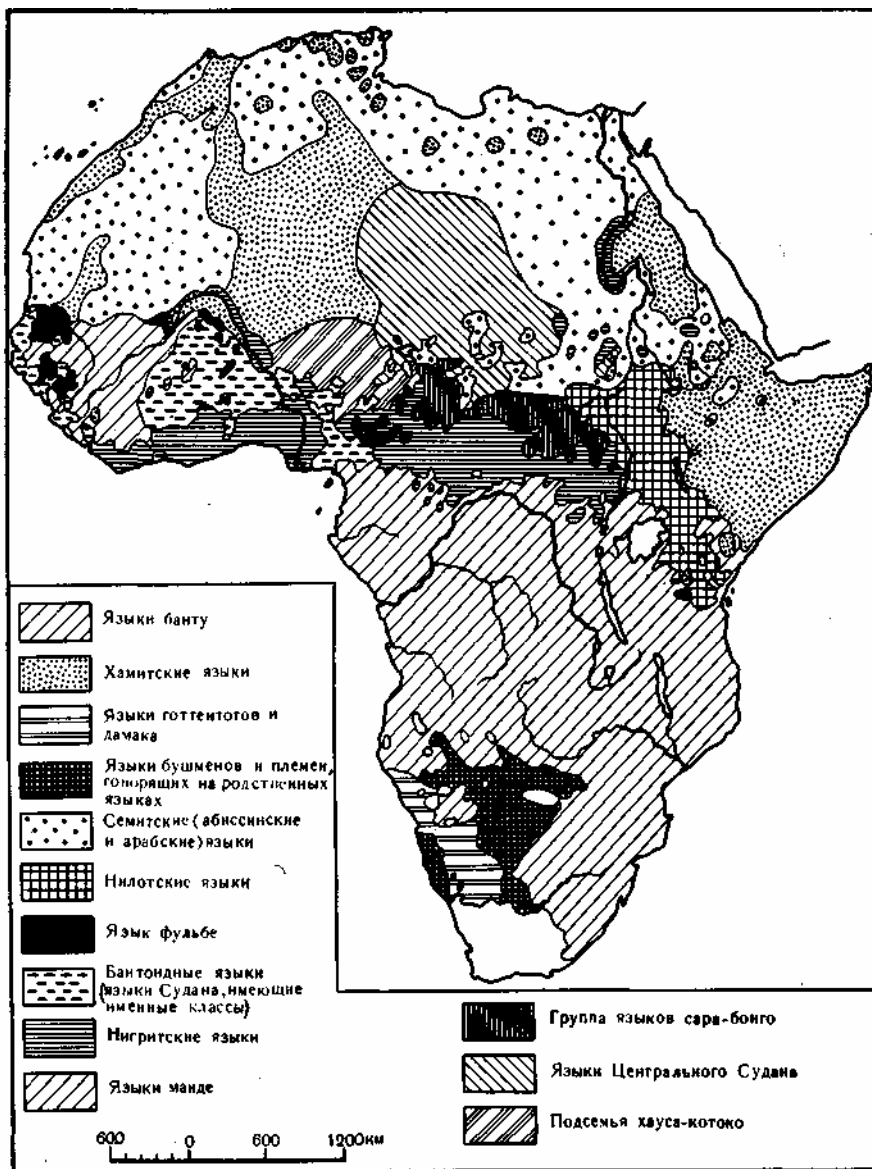 Языки банту
Хамитские языки
Языки готтентотов и
дамака
Языки бушменов и племен,
говорящих на родственных
языках
Семитские (абиссинские
и арабские) языки
Нилотские языки
Язык фульбе
Бантоидные языки
(языки Судана, имеющие
именные классы)
Нигритские языки
Языки манде
600 0 600 1200км
Группа языков сара-бонго
Языки Центрального Судана
Подсемья хауса-котоко